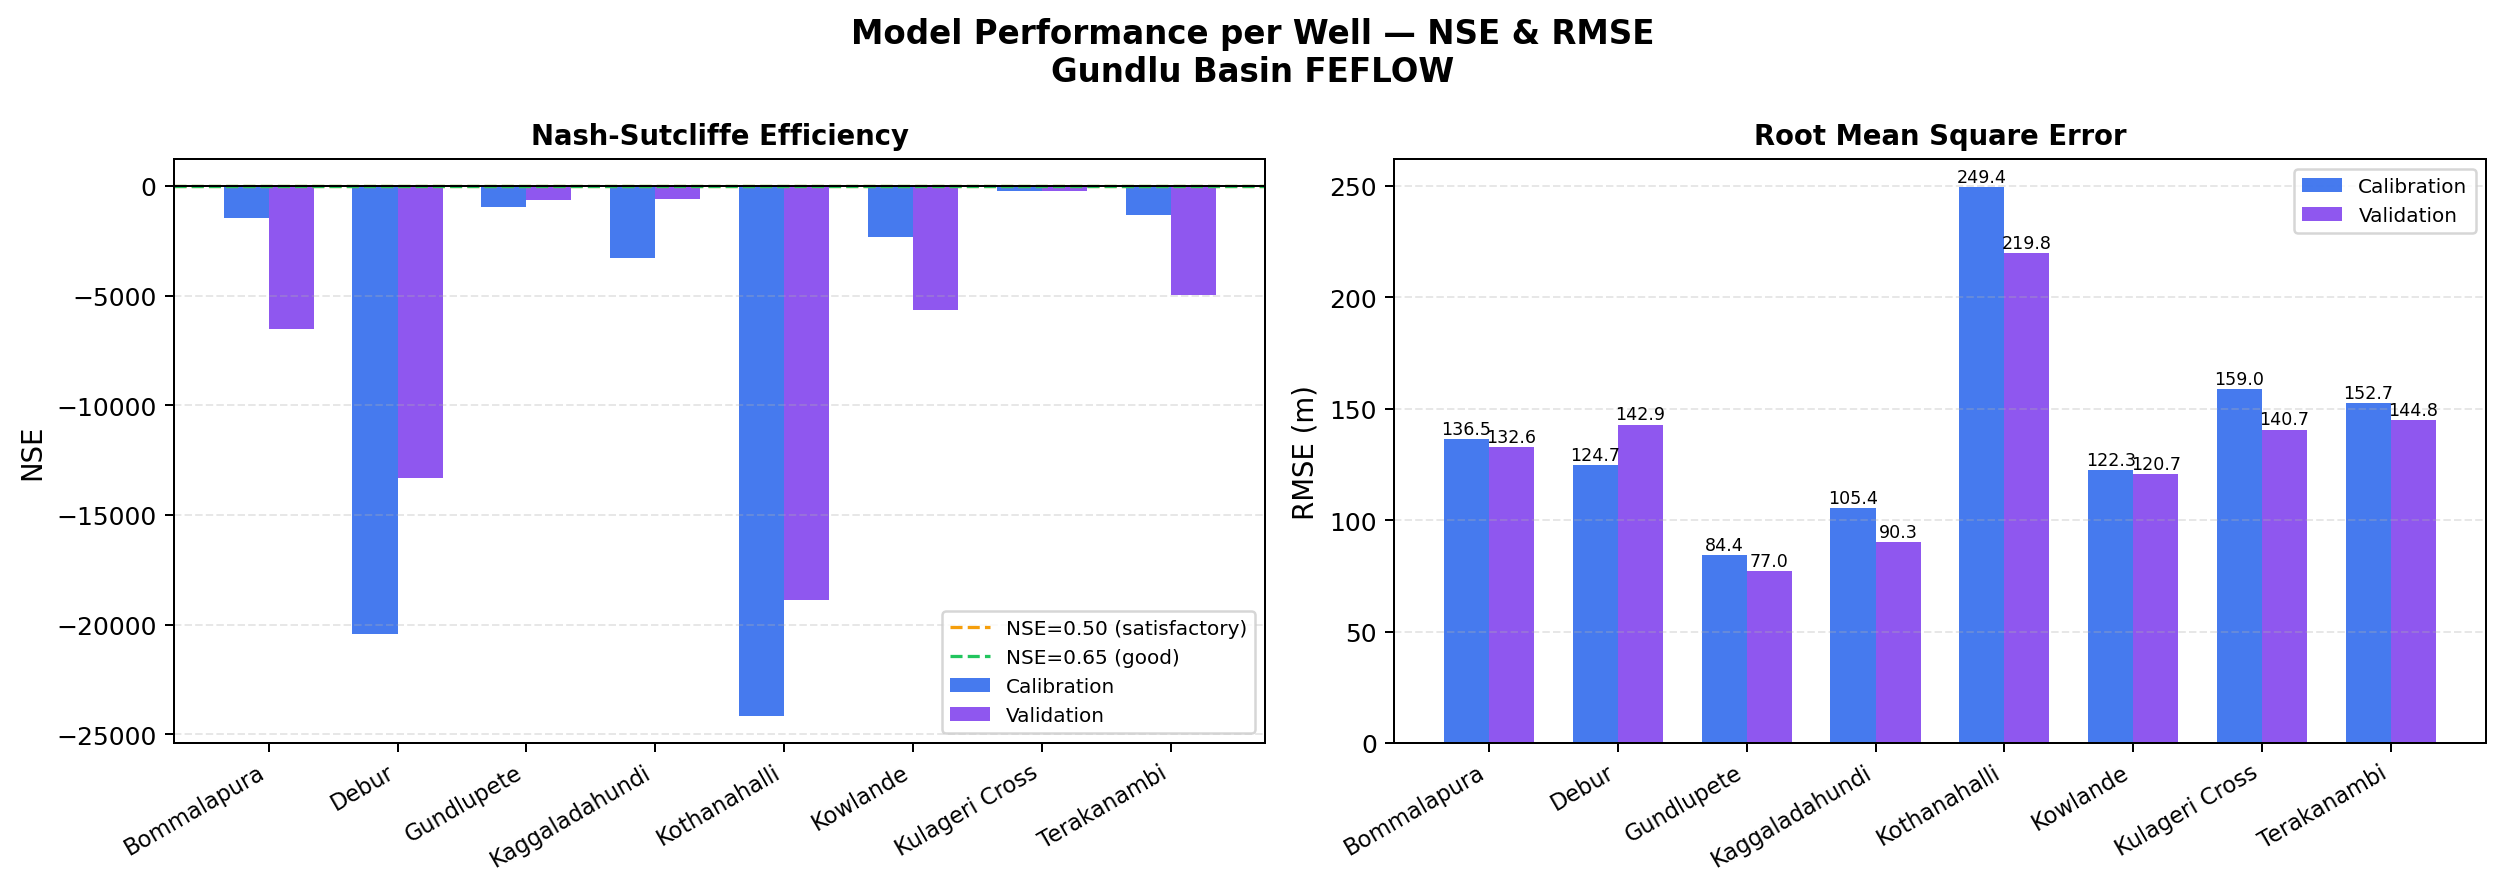 Model Performance per Well — NSE & RMSE
Gundlu Basin FEFLOW
Nash-Sutcliffe Efficiency
NSE
0
−5000
−10000
−15000
−20000
−25000
Bommalapura
Debur
Gundlupete
Kaggaladahundi
Kothanahalli
Kowlande
Kulageri Cross
Terakanambi
NSE=0.50 (satisfactory)
NSE=0.65 (good)
Calibration
Validation
Root Mean Square Error
RMSE (m)
250
200
150
100
50
0
136.5
132.6
124.7
142.9
84.4
77.0
105.4
90.3
249.4
219.8
122.3
120.7
159.0
140.7
152.7
144.8
Calibration
Validation
Bommalapura
Debur
Gundlupete
Kaggaladahundi
Kothanahalli
Kowlande
Kulageri Cross
Terakanambi